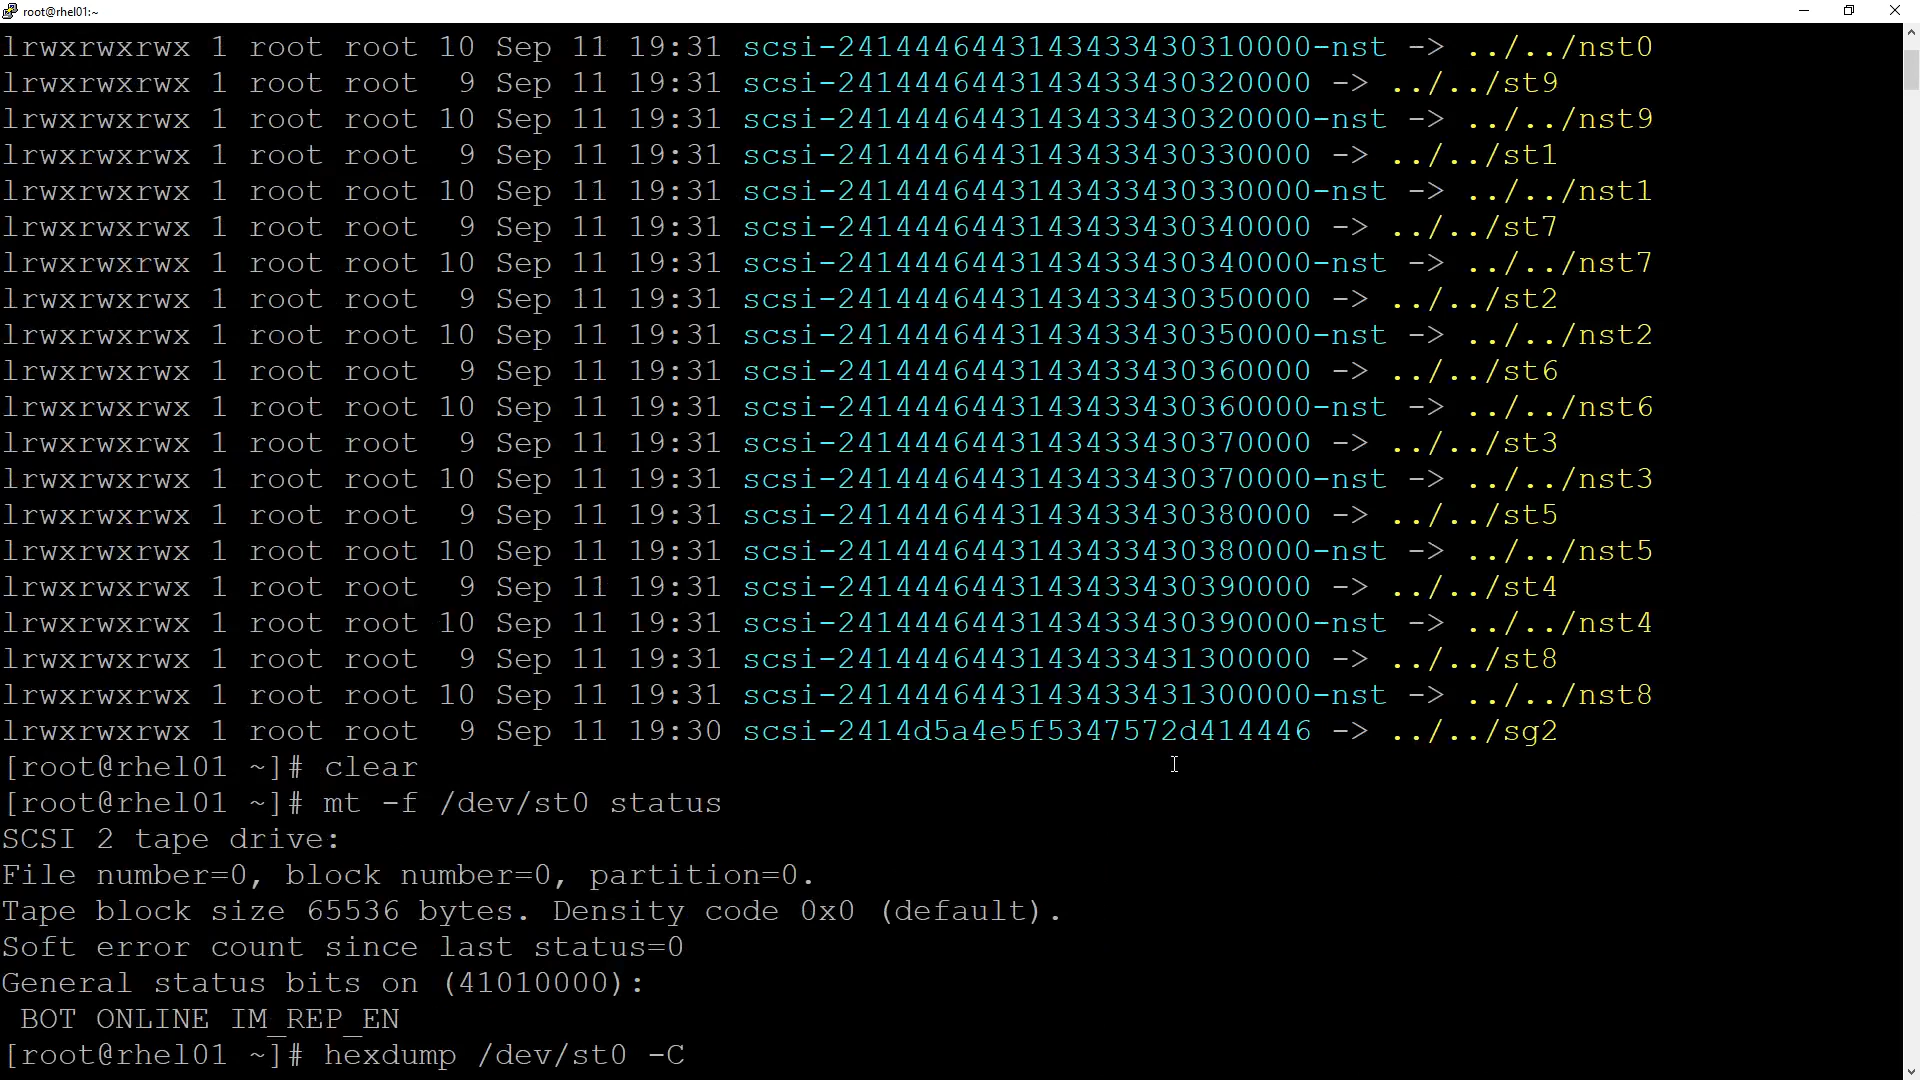 root@rhel01:~
lrwxrwxrwx 1 root root 10 Sep 11 19:31 scsi-24144464431434334303​10000-nst -> ../../nst0
lrwxrwxrwx 1 root root  9 Sep 11 19:31 scsi-2414446443143433430320000 -> ../../st9
lrwxrwxrwx 1 root root 10 Sep 11 19:31 scsi-2414446443143433430320000-nst -> ../../nst9
lrwxrwxrwx 1 root root  9 Sep 11 19:31 scsi-2414446443143433430330000 -> ../../st1
lrwxrwxrwx 1 root root 10 Sep 11 19:31 scsi-2414446443143433430330000-nst -> ../../nst1
lrwxrwxrwx 1 root root  9 Sep 11 19:31 scsi-2414446443143433430340000 -> ../../st7
lrwxrwxrwx 1 root root 10 Sep 11 19:31 scsi-2414446443143433430340000-nst -> ../../nst7
lrwxrwxrwx 1 root root  9 Sep 11 19:31 scsi-2414446443143433430350000 -> ../../st2
lrwxrwxrwx 1 root root 10 Sep 11 19:31 scsi-2414446443143433430350000-nst -> ../../nst2
lrwxrwxrwx 1 root root  9 Sep 11 19:31 scsi-2414446443143433430360000 -> ../../st6
lrwxrwxrwx 1 root root 10 Sep 11 19:31 scsi-2414446443143433430360000-nst -> ../../nst6
lrwxrwxrwx 1 root root  9 Sep 11 19:31 scsi-2414446443143433430370000 -> ../../st3
lrwxrwxrwx 1 root root 10 Sep 11 19:31 scsi-2414446443143433430370000-nst -> ../../nst3
lrwxrwxrwx 1 root root  9 Sep 11 19:31 scsi-2414446443143433430380000 -> ../../st5
lrwxrwxrwx 1 root root 10 Sep 11 19:31 scsi-2414446443143433430380000-nst -> ../../nst5
lrwxrwxrwx 1 root root  9 Sep 11 19:31 scsi-2414446443143433430390000 -> ../../st4
lrwxrwxrwx 1 root root 10 Sep 11 19:31 scsi-2414446443143433430390000-nst -> ../../nst4
lrwxrwxrwx 1 root root  9 Sep 11 19:31 scsi-2414446443143433431300000 -> ../../st8
lrwxrwxrwx 1 root root 10 Sep 11 19:31 scsi-2414446443143433431300000-nst -> ../../nst8
lrwxrwxrwx 1 root root  9 Sep 11 19:30 scsi-2414d5a4e5f5347572d414446 -> ../../sg2
[root@rhel01 ~]# clear
[root@rhel01 ~]# mt -f /dev/st0 status
SCSI 2 tape drive:
File number=0, block number=0, partition=0.
Tape block size 65536 bytes. Density code 0x0 (default).
Soft error count since last status=0
General status bits on (41010000):
 BOT ONLINE IM_REP_EN
[root@rhel01 ~]# hexdump /dev/st0 -C